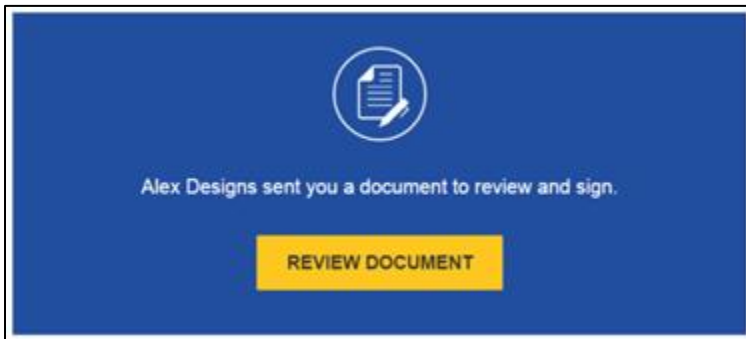 Alex Designs sent you a document to review and sign.
REVIEW DOCUMENT